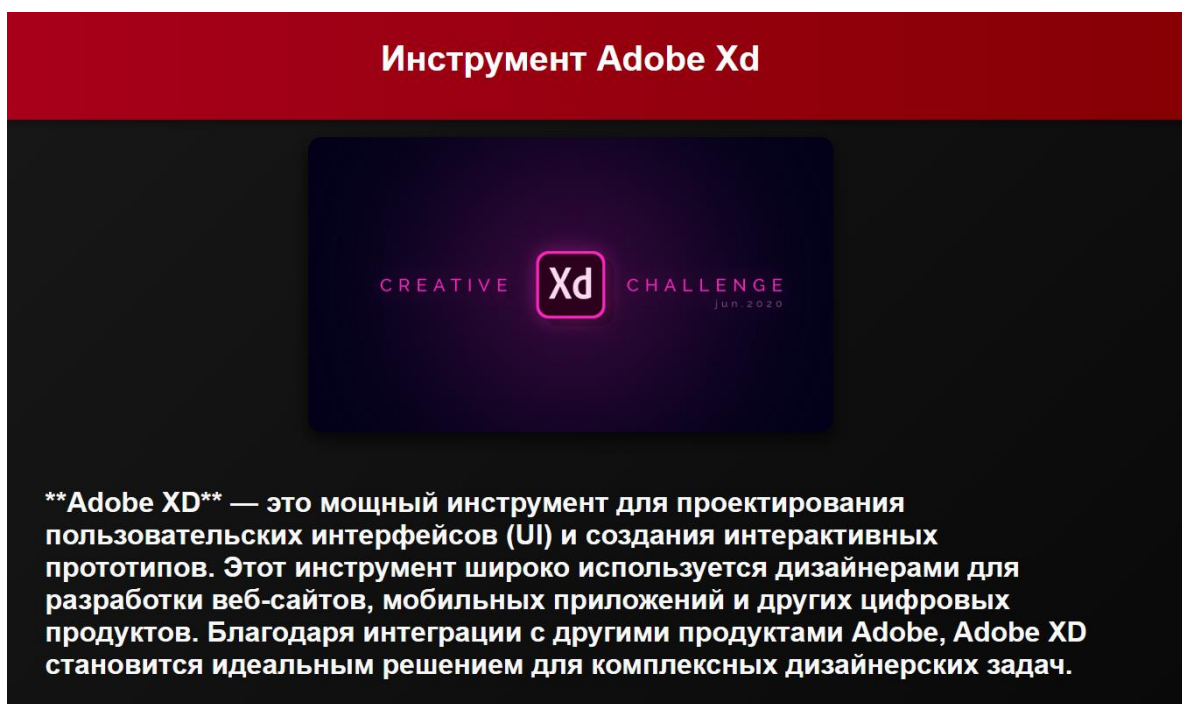 Инструмент Adobe Xd
CREATIVE Xd CHALLENGE
jun.2020
**Adobe XD** — это мощный инструмент для проектирования
пользовательских интерфейсов (UI) и создания интерактивных
прототипов. Этот инструмент широко используется дизайнерами для
разработки веб-сайтов, мобильных приложений и других цифровых
продуктов. Благодаря интеграции с другими продуктами Adobe, Adobe XD
становится идеальным решением для комплексных дизайнерских задач.